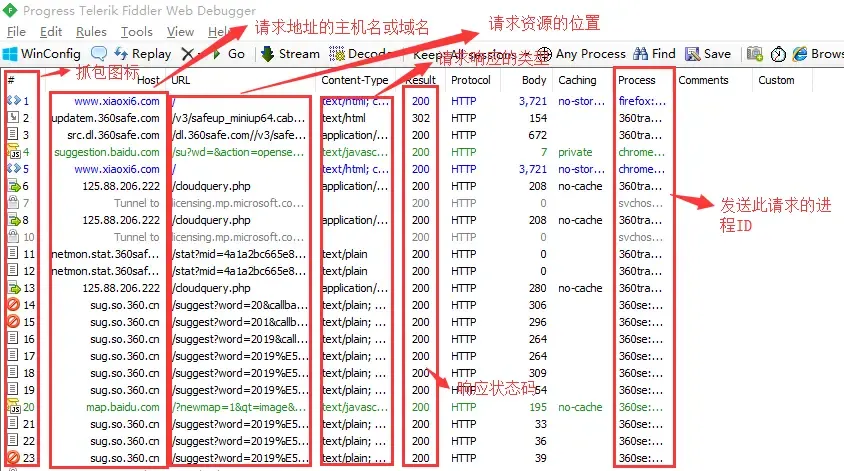 Progress Telerik Fiddler Web Debugger
File Edit Rules Tools View Help
请求地址的主机名或域名
请求资源的位置
WinConfig Replay Go Stream Decode Keep: All sessions Any Process Find Save Brows
抓包图标
请求响应的类型
# Host URL Content-Type Result Protocol Body Caching Process Comments Custom
1 www.xiaoxi6.com / text/html; c... 200 HTTP 3,721 no-stor... firefox:...
2 updatem.360safe.com /v3/safeup_miniup64.cab... text/html 302 HTTP 154 360tra...
3 src.dl.360safe.com /dl.360safe.com//v3/safe... application/... 200 HTTP 672 360tra...
4 suggestion.baidu.com /su?wd=&action=opense... text/javasc... 200 HTTP 7 private chrome...
5 www.xiaoxi6.com / text/html; c... 200 HTTP 3,721 no-stor... chrome...
6 125.88.206.222 /cloudquery.php application/... 200 HTTP 208 no-cache 360tra...
7 Tunnel to licensing.mp.microsoft.co... 200 HTTP 0 svchos...
8 125.88.206.222 /cloudquery.php application/... 200 HTTP 208 no-cache 360tra...
10 Tunnel to licensing.mp.microsoft.co... 200 HTTP 0 svchos...
发送此请求的进
程ID
11 netmon.stat.360saf... /stat?mid=4a1a2bc665e8... text/plain 200 HTTP 0 360tra...
12 netmon.stat.360saf... /stat?mid=4a1a2bc665e8... text/plain 200 HTTP 0 360tra...
13 125.88.206.222 /cloudquery.php application/... 200 HTTP 280 no-cache 360tra...
14 sug.so.360.cn /suggest?word=20&callba... text/plain; ... 200 HTTP 306 360se:...
15 sug.so.360.cn /suggest?word=201&callb... text/plain; ... 200 HTTP 296 360se:...
16 sug.so.360.cn /suggest?word=2019&call... text/plain; ... 200 HTTP 264 360se:...
17 sug.so.360.cn /suggest?word=2019%E5... text/plain; ... 200 HTTP 264 360se:...
18 sug.so.360.cn /suggest?word=2019%E5... text/plain; ... 200 HTTP 309 360se:...
19 sug.so.360.cn /suggest?word=2019%E5... text/plain; ... 200 HTTP 54 360se:...
响应状态码
20 map.baidu.com /?newmap=1&qt=image&... text/javasc... 200 HTTP 195 no-cache 360se:...
21 sug.so.360.cn /suggest?word=2019%E5... text/plain; ... 200 HTTP 33 360se:...
22 sug.so.360.cn /suggest?word=2019%E5... text/plain; ... 200 HTTP 36 360se:...
23 sug.so.360.cn /suggest?word=2019%E5... text/plain; ... 200 HTTP 39 360se:...